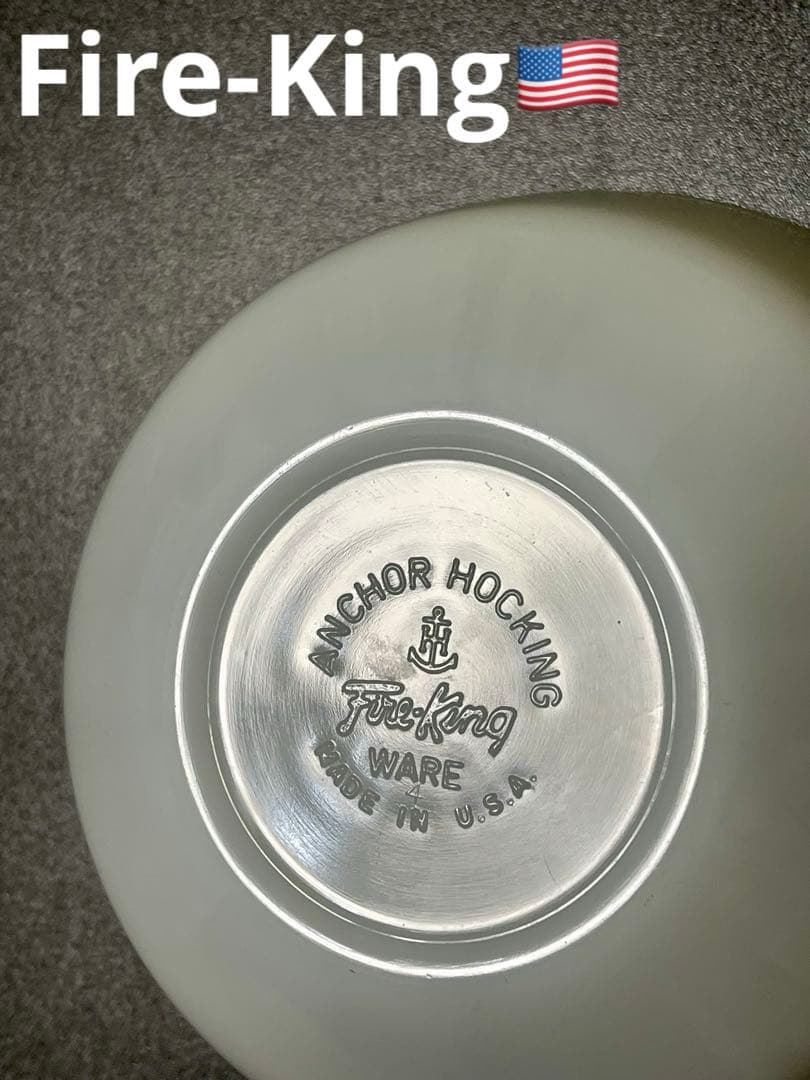 Fire-King🇺🇸
ANCHOR HOCKING
H
Fire-King
WARE
4
MADE IN U.S.A.